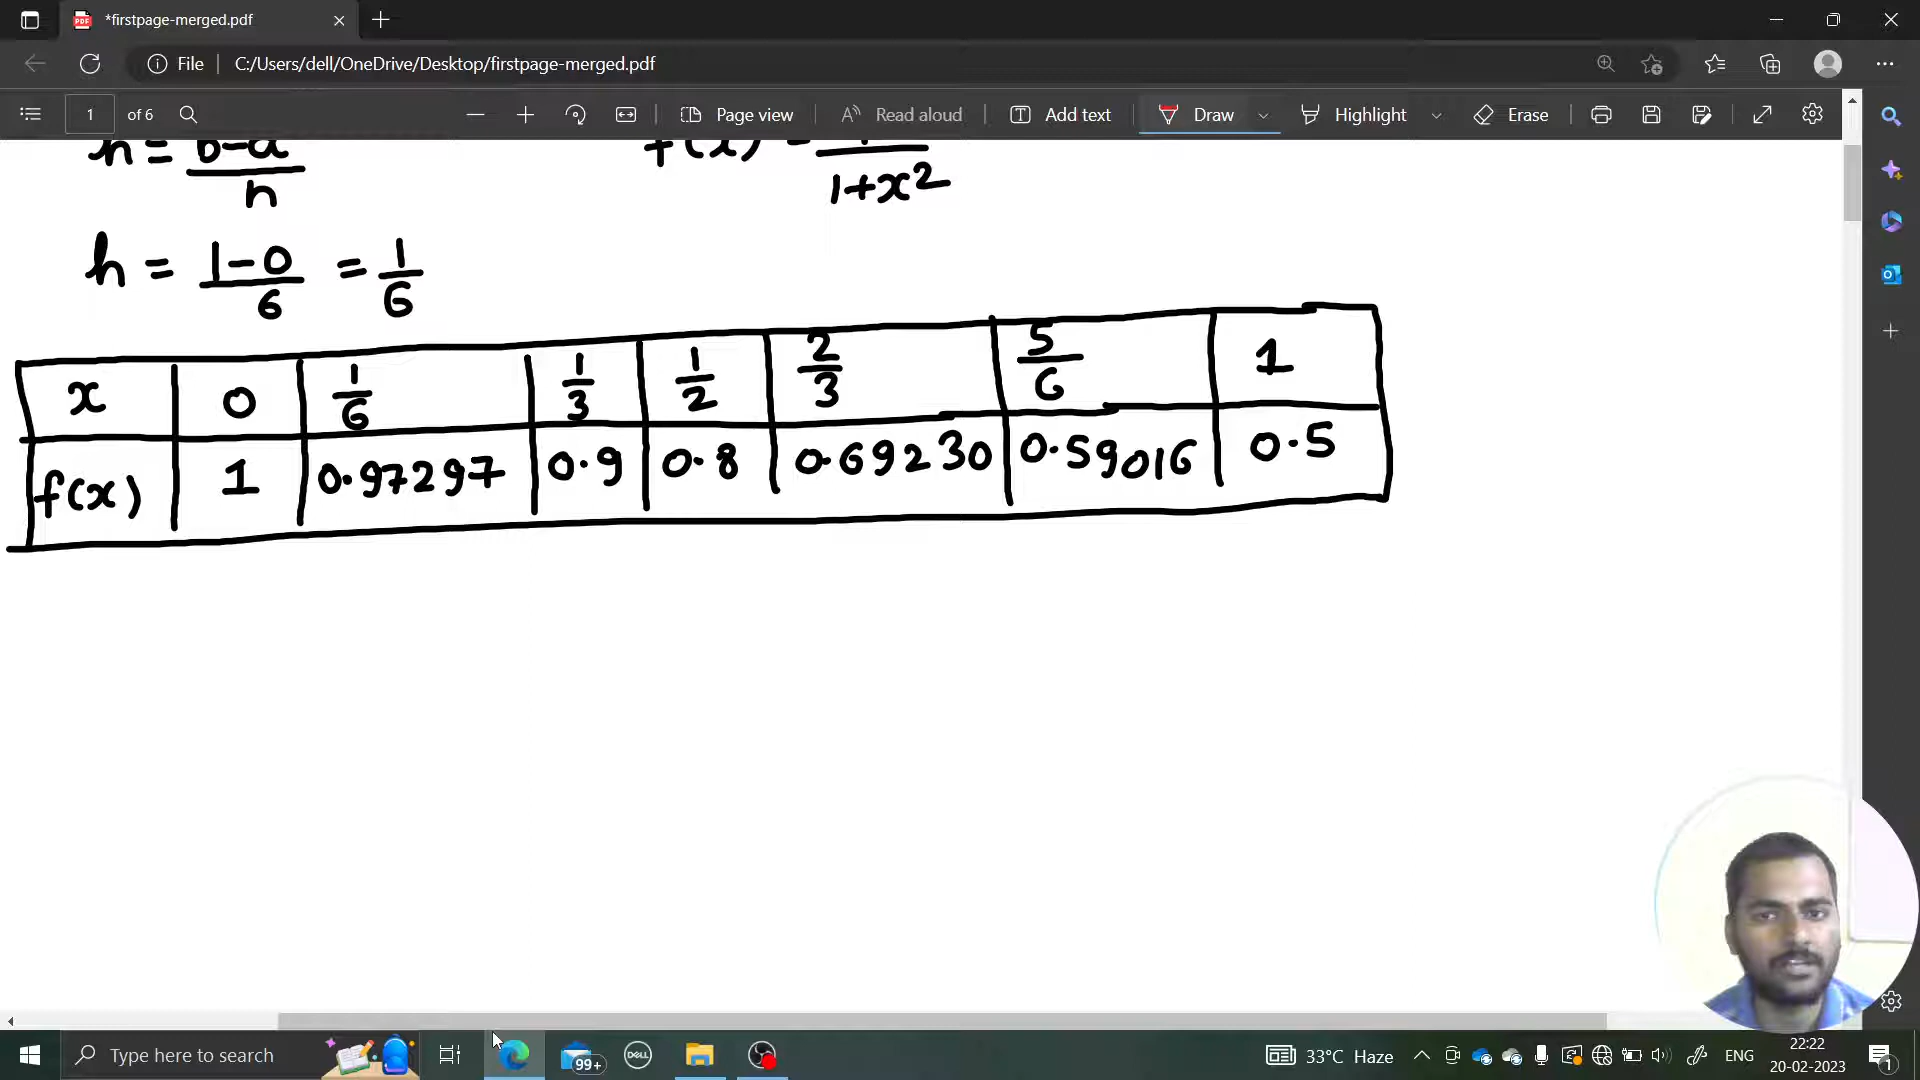 *firstpage-merged.pdf
File
C:/Users/dell/OneDrive/Desktop/firstpage-merged.pdf
1 of 6
Page view
Read aloud
Add text
Draw
Highlight
Erase
h = b-a/n
f(x) = 1/1+x²
h = 1-0/6 = 1/6
x 0 1/6 1/3 1/2 2/3 5/6 1
f(x) 1 0.97297 0.9 0.8 0.69230 0.59016 0.5
Type here to search
99+
DELL
33°C Haze
ENG
22:22
20-02-2023
1